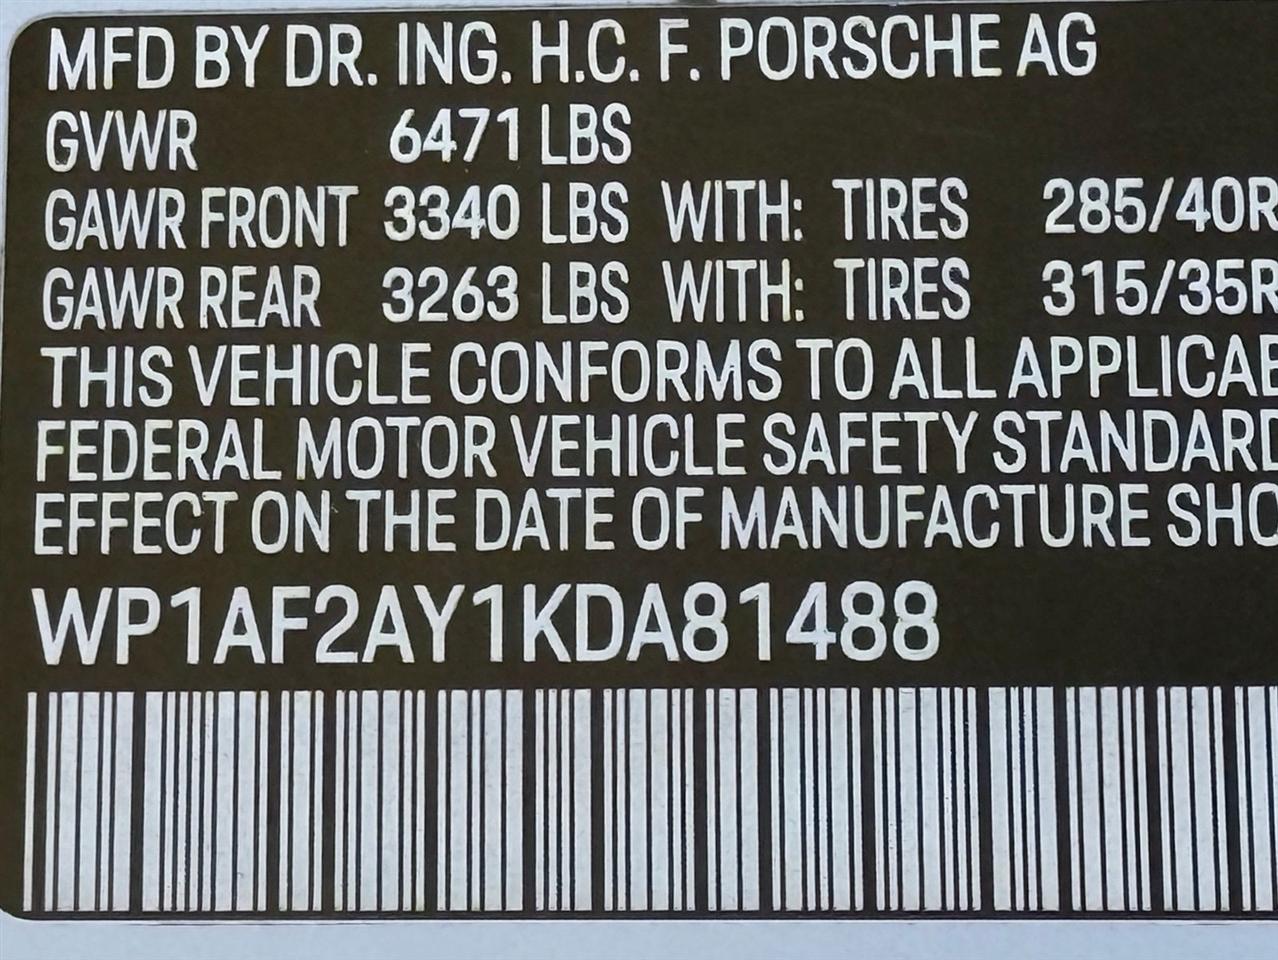 MFD BY DR. ING. H.C. F. PORSCHE AG
GVWR 6471 LBS
GAWR FRONT 3340 LBS WITH: TIRES 285/40R
GAWR REAR 3263 LBS WITH: TIRES 315/35R
THIS VEHICLE CONFORMS TO ALL APPLICAB
FEDERAL MOTOR VEHICLE SAFETY STANDARD
EFFECT ON THE DATE OF MANUFACTURE SHO
WP1AF2AY1KDA81488